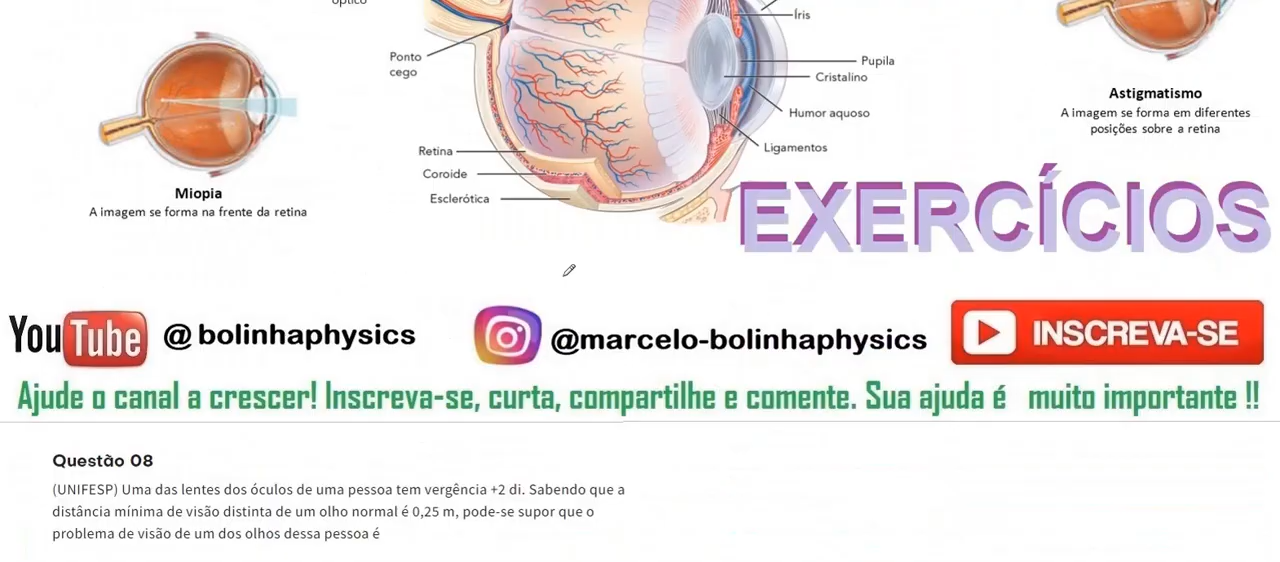 óptico
Íris
Ponto
cego
Pupila
Cristalino
Humor aquoso
Ligamentos
Retina
Coroide
Esclerótica
Miopia
A imagem se forma na frente da retina
Astigmatismo
A imagem se forma em diferentes
posições sobre a retina
EXERCÍCIOS
YouTube @bolinhaphysics @marcelo-bolinhaphysics INSCREVA-SE
Ajude o canal a crescer! Inscreva-se, curta, compartilhe e comente. Sua ajuda é muito importante !!
Questão 08
(UNIFESP) Uma das lentes dos óculos de uma pessoa tem vergência +2 di. Sabendo que a
distância mínima de visão distinta de um olho normal é 0,25 m, pode-se supor que o
problema de visão de um dos olhos dessa pessoa é